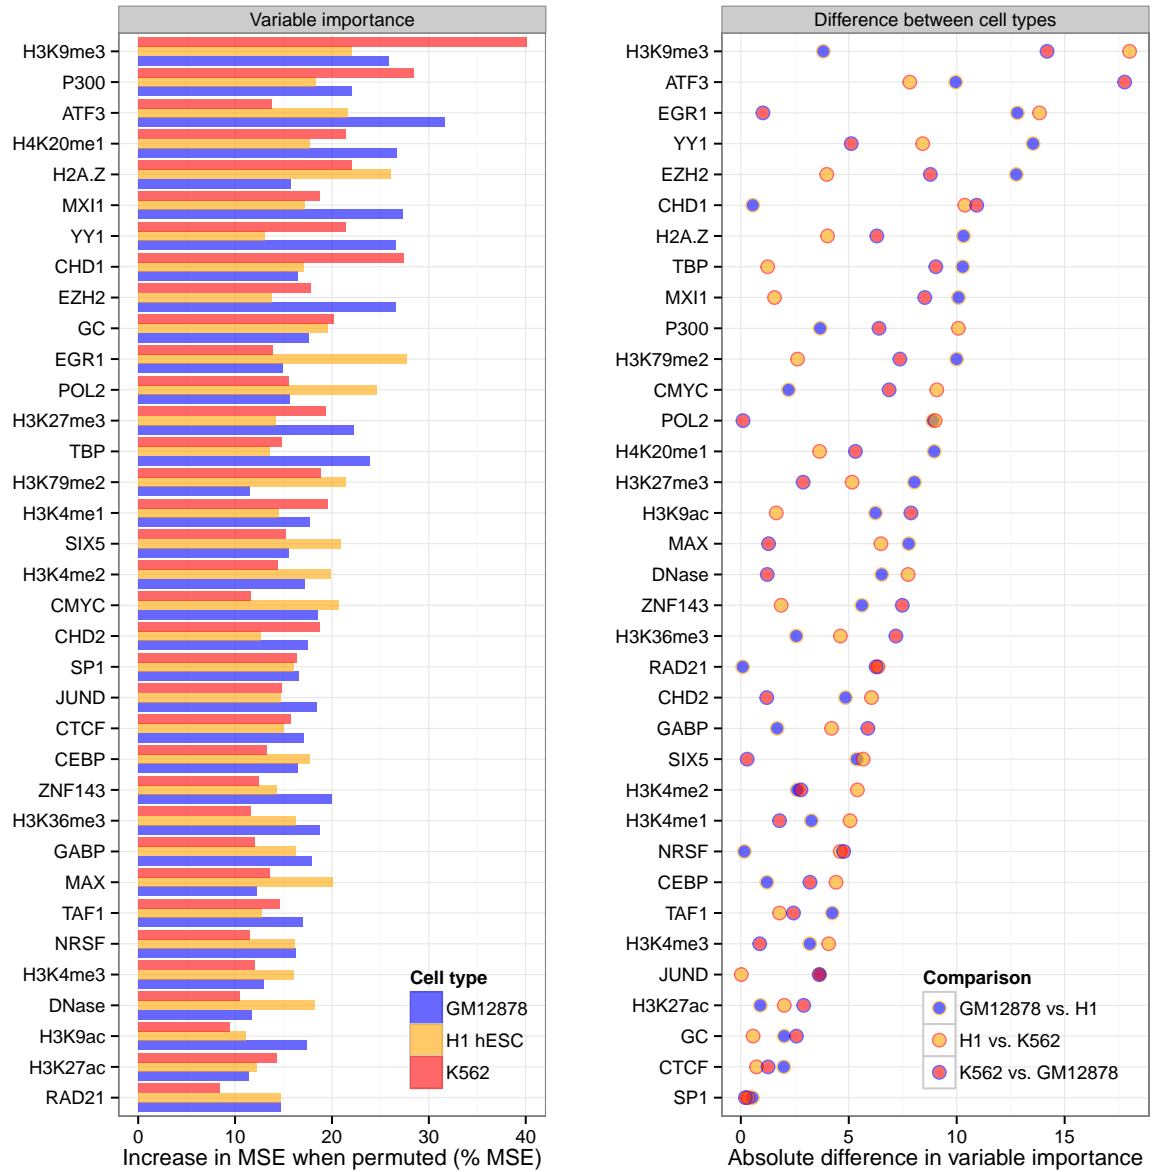 Variable importance
H3K9me3
P300
ATF3
H4K20me1
H2A.Z
MXI1
YY1
CHD1
EZH2
GC
EGR1
POL2
H3K27me3
TBP
H3K79me2
H3K4me1
SIX5
H3K4me2
CMYC
CHD2
SP1
JUND
CTCF
CEBP
ZNF143
H3K36me3
GABP
MAX
TAF1
NRSF
H3K4me3
DNase
H3K9ac
H3K27ac
RAD21
Cell type
GM12878
H1 hESC
K562
0 10 20 30 40
Increase in MSE when permuted (% MSE)
Difference between cell types
H3K9me3
ATF3
EGR1
YY1
EZH2
CHD1
H2A.Z
TBP
MXI1
P300
H3K79me2
CMYC
POL2
H4K20me1
H3K27me3
H3K9ac
MAX
DNase
ZNF143
H3K36me3
RAD21
CHD2
GABP
SIX5
H3K4me2
H3K4me1
NRSF
CEBP
TAF1
H3K4me3
JUND
H3K27ac
GC
CTCF
SP1
Comparison
GM12878 vs. H1
H1 vs. K562
K562 vs. GM12878
0 5 10 15
Absolute difference in variable importance